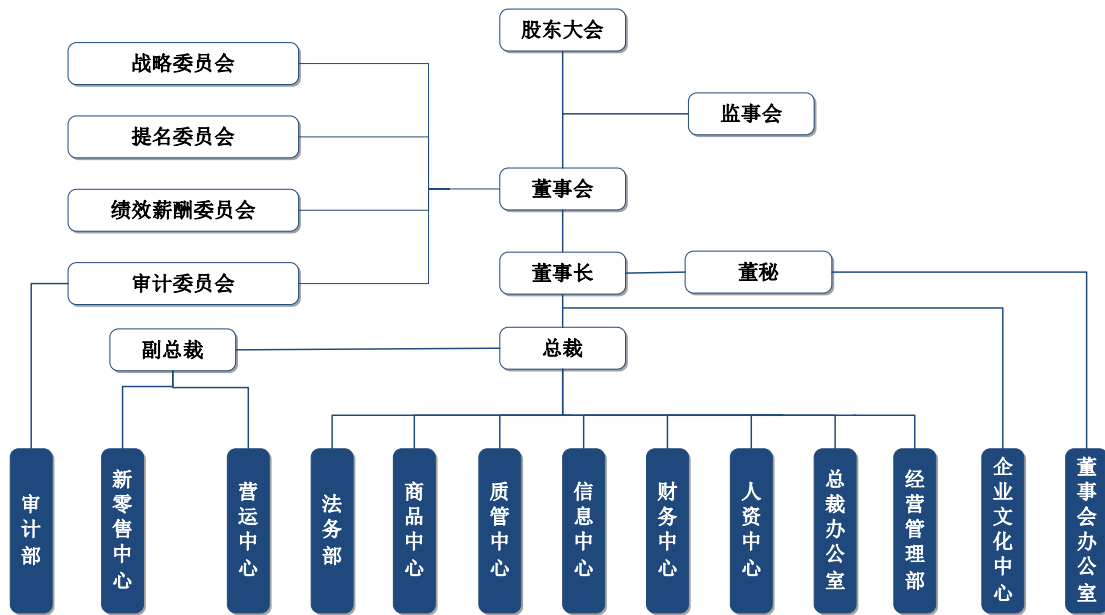 股东大会
战略委员会
监事会
提名委员会
董事会
绩效薪酬委员会
董事长
董秘
审计委员会
副总裁
总裁
审计部
新零售中心
营运中心
法务部
商品中心
质管中心
信息中心
财务中心
人资中心
总裁办公室
经营管理部
企业文化中心
董事会办公室